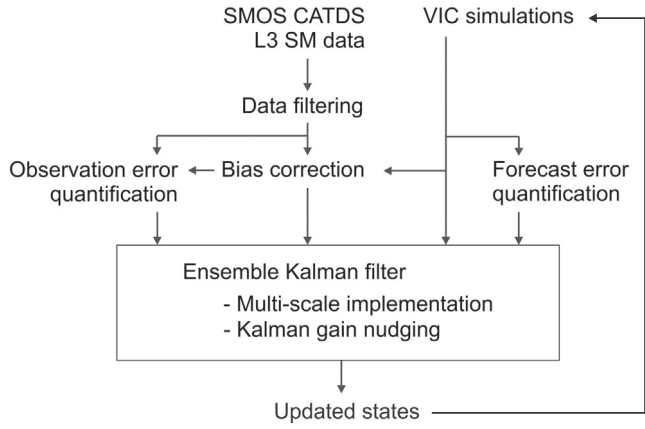 SMOS CATDS
L3 SM data
VIC simulations
Data filtering
Observation error
quantification
Bias correction
Forecast error
quantification
Ensemble Kalman filter
- Multi-scale implementation
- Kalman gain nudging
Updated states